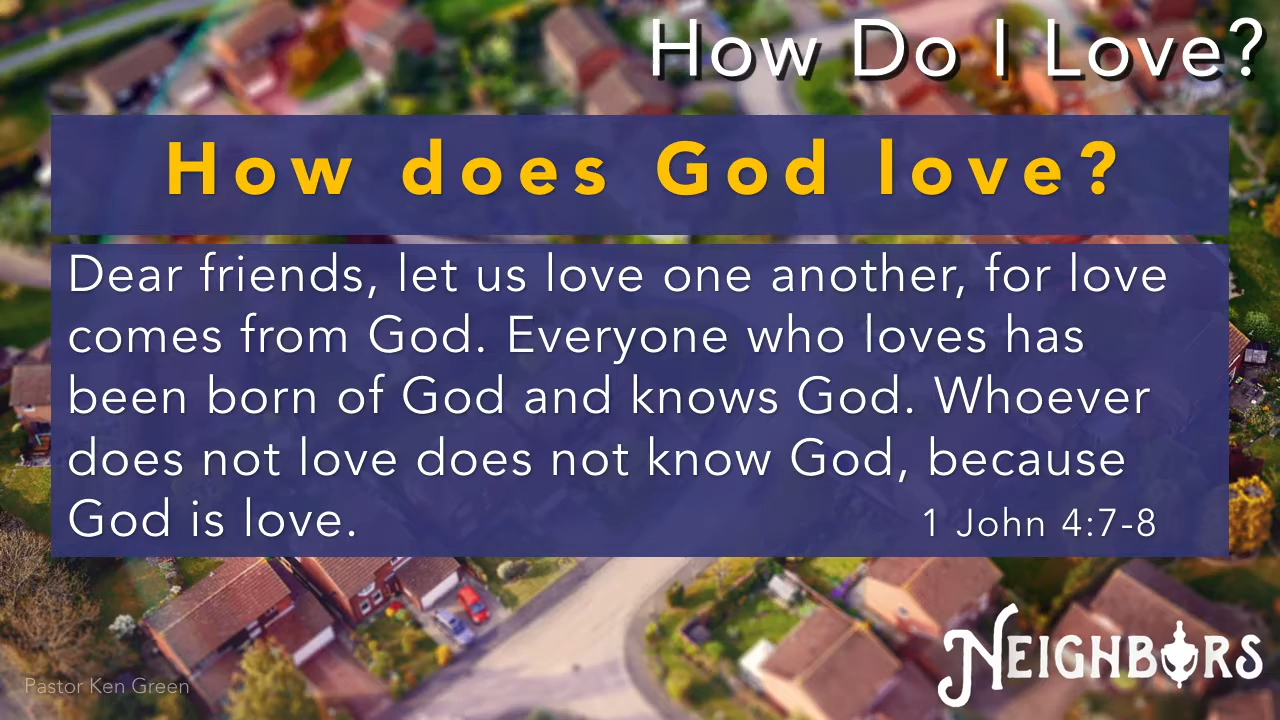 How Do I Love?
How does God love?
Dear friends, let us love one another, for love
comes from God. Everyone who loves has
been born of God and knows God. Whoever
does not love does not know God, because
God is love. 1 John 4:7-8
NEIGHBORS
Pastor Ken Green